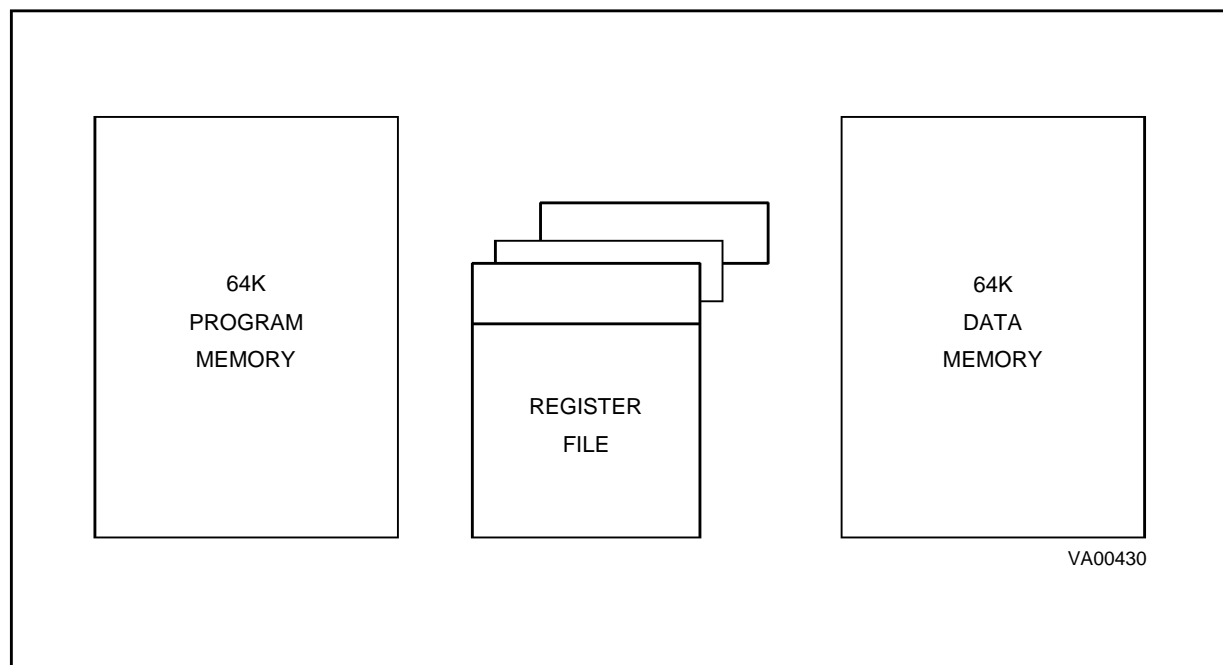 64K
PROGRAM
MEMORY
REGISTER
FILE
64K
DATA
MEMORY
VA00430